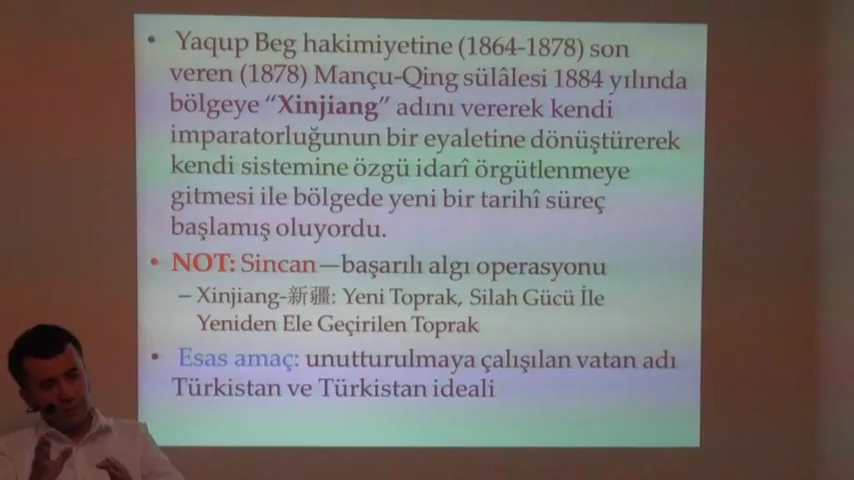 • Yaqup Beg hakimiyetine (1864-1878) son
veren (1878) Mançu-Qing sülâlesi 1884 yılında
bölgeye “Xinjiang” adını vererek kendi
imparatorluğunun bir eyaletine dönüştürerek
kendi sistemine özgü idarî örgütlenmeye
gitmesi ile bölgede yeni bir tarihî süreç
başlamış oluyordu.
• NOT: Sincan—başarılı algı operasyonu
– Xinjiang-新疆: Yeni Toprak, Silah Gücü İle
Yeniden Ele Geçirilen Toprak
• Esas amaç: unutturulmaya çalışılan vatan adı
Türkistan ve Türkistan ideali